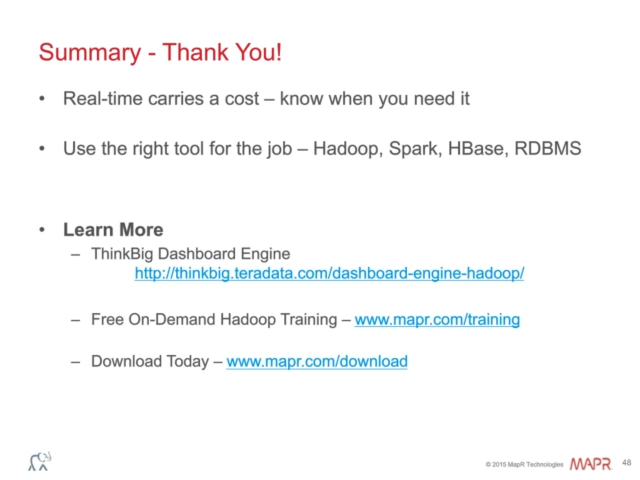 Summary - Thank You!
• Real-time carries a cost – know when you need it
• Use the right tool for the job – Hadoop, Spark, HBase, RDBMS
• Learn More
– ThinkBig Dashboard Engine
http://thinkbig.teradata.com/dashboard-engine-hadoop/
– Free On-Demand Hadoop Training – www.mapr.com/training
– Download Today – www.mapr.com/download
© 2015 MapR Technologies MAPR 48